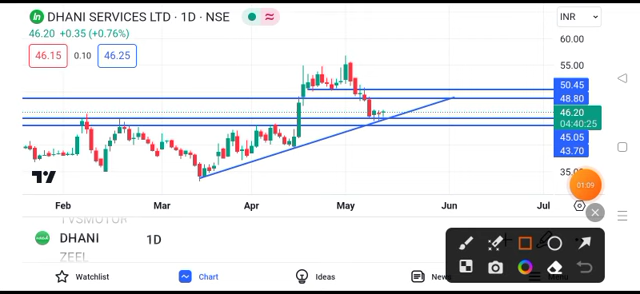 DHANI SERVICES LTD · 1D · NSE
INR
46.20 +0.35 (+0.76%)
46.15 0.10 46.25
60.00
55.00
50.45
48.80
46.20
04:40:25
45.05
43.70
35.00
01:09
Feb Mar Apr May Jun Jul
TVSMOTOR
DHANI 1D
ZEEL
Watchlist Chart Ideas News Menu